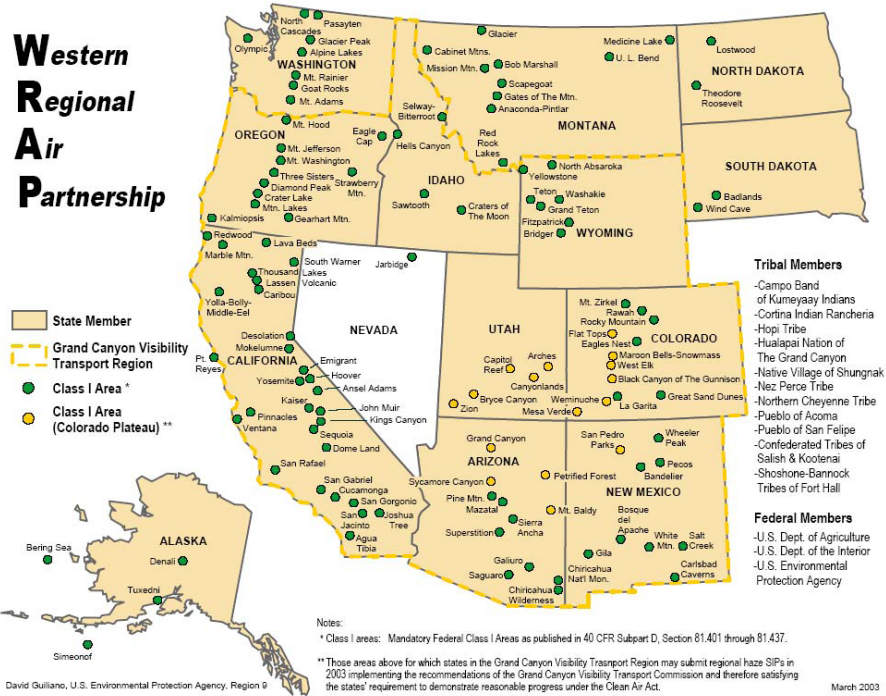 Western
Regional
Air
Partnership
North
Cascades
Pasayten
Olympic
Glacier Peak
Alpine Lakes
WASHINGTON
Mt. Rainier
Goat Rocks
Mt. Adams
Glacier
Cabinet Mtns.
Mission Mtn.
Bob Marshall
Scapegoat
Gates of The Mtn.
Anaconda-Pintlar
Selway-
Bitterroot
Medicine Lake
U. L. Bend
MONTANA
Red
Rock
Lakes
Lostwood
NORTH DAKOTA
Theodore
Roosevelt
SOUTH DAKOTA
Badlands
Wind Cave
OREGON
Mt. Hood
Eagle
Cap
Hells Canyon
Mt. Jefferson
Mt. Washington
Three Sisters
Diamond Peak
Crater Lake
Mtn. Lakes
Strawberry
Mtn.
Kalmiopsis
Gearhart Mtn.
IDAHO
Sawtooth
Craters of
The Moon
North Absaroka
Yellowstone
Teton
Washakie
Grand Teton
Fitzpatrick
Bridger
WYOMING
Redwood
Marble Mtn.
Lava Beds
South Warner
Thousand
Lakes
Lassen
Volcanic
Caribou
Yolla-Bolly-
Middle-Eel
Jarbidge
NEVADA
Desolation
Mokelumne
CALIFORNIA
Pt.
Reyes
Emigrant
Yosemite
Hoover
Ansel Adams
Kaiser
John Muir
Kings Canyon
Pinnacles
Ventana
Sequoia
Dome Land
San Rafael
San Gabriel
Cucamonga
San Gorgonio
San
Jacinto
Joshua
Tree
Agua
Tibia
UTAH
Capitol
Reef
Arches
Canyonlands
Bryce Canyon
Zion
Mt. Zirkel
Rawah
Rocky Mountain
Flat Tops
Eagles Nest
COLORADO
Maroon Bells-Snowmass
West Elk
Black Canyon of The Gunnison
Weminuche
La Garita
Great Sand Dunes
Mesa Verde
Grand Canyon
ARIZONA
Sycamore Canyon
Petrified Forest
Pine Mtn.
Mazatal
Mt. Baldy
Sierra
Ancha
Superstition
Galiuro
Saguaro
Chiricahua
Nat'l Mon.
Chiricahua
Wilderness
San Pedro
Parks
Wheeler
Peak
Pecos
Bandelier
NEW MEXICO
Bosque
del
Apache
White
Mtn.
Salt
Creek
Gila
Carlsbad
Caverns
State Member
Grand Canyon Visibility
Transport Region
Class I Area *
Class I Area
(Colorado Plateau) **
ALASKA
Bering Sea
Denali
Tuxedni
Simeonof
Tribal Members
-Campo Band
of Kumeyaay Indians
-Cortina Indian Rancheria
-Hopi Tribe
-Hualapai Nation of
The Grand Canyon
-Native Village of Shungnak
-Nez Perce Tribe
-Northern Cheyenne Tribe
-Pueblo of Acoma
-Pueblo of San Felipe
-Confederated Tribes of
Salish & Kootenai
-Shoshone-Bannock
Tribes of Fort Hall
Federal Members
-U.S. Dept. of Agriculture
-U.S. Dept. of the Interior
-U.S. Environmental
Protection Agency
Notes:
* Class I areas: Mandatory Federal Class I Areas as published in 40 CFR Subpart D, Section 81.401 through 81.437.
** Those areas above for which states in the Grand Canyon Visibility Trasnport Region may submit regional haze SIPs in
2003 implementing the recommendations of the Grand Canyon Visibility Transport Commission and therefore satisfying
the states' requirement to demonstrate reasonable progress under the Clean Air Act.
David Guiliano, U.S. Environmental Protection Agency, Region 9
March 2003